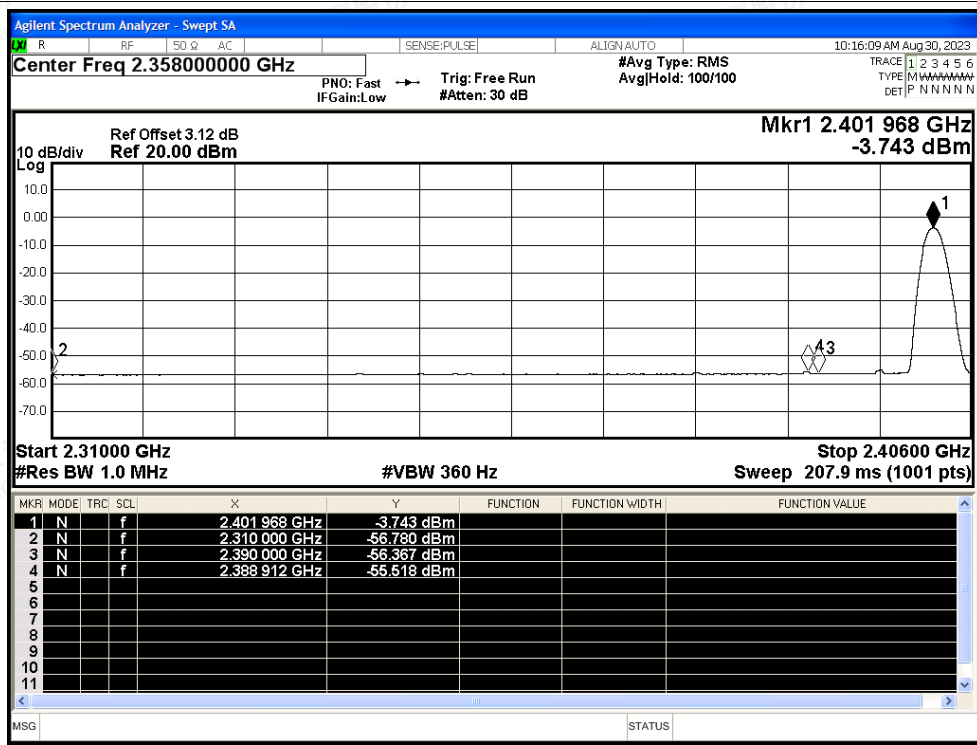 Agilent Spectrum Analyzer - Swept SA
LXI R RF 50 Ω AC SENSE:PULSE ALIGN AUTO 10:16:09 AM Aug 30, 2023
Center Freq 2.358000000 GHz
PNO: Fast Trig: Free Run #Avg Type: RMS TRACE 1 2 3 4 5 6
IFGain:Low #Atten: 30 dB Avg|Hold: 100/100 TYPE M WWWWW
DET P N N N N N
Ref Offset 3.12 dB Mkr1 2.401 968 GHz
10 dB/div Ref 20.00 dBm -3.743 dBm
Log
10.0
0.00
-10.0
-20.0
-30.0
-40.0
-50.0
-60.0
-70.0
1
2
4 3
Start 2.31000 GHz Stop 2.40600 GHz
#Res BW 1.0 MHz #VBW 360 Hz Sweep 207.9 ms (1001 pts)
MKR MODE TRC SCL X Y FUNCTION FUNCTION WIDTH FUNCTION VALUE
1 N f 2.401 968 GHz -3.743 dBm
2 N f 2.310 000 GHz -56.780 dBm
3 N f 2.390 000 GHz -56.367 dBm
4 N f 2.388 912 GHz -55.518 dBm
5
6
7
8
9
10
11
MSG STATUS